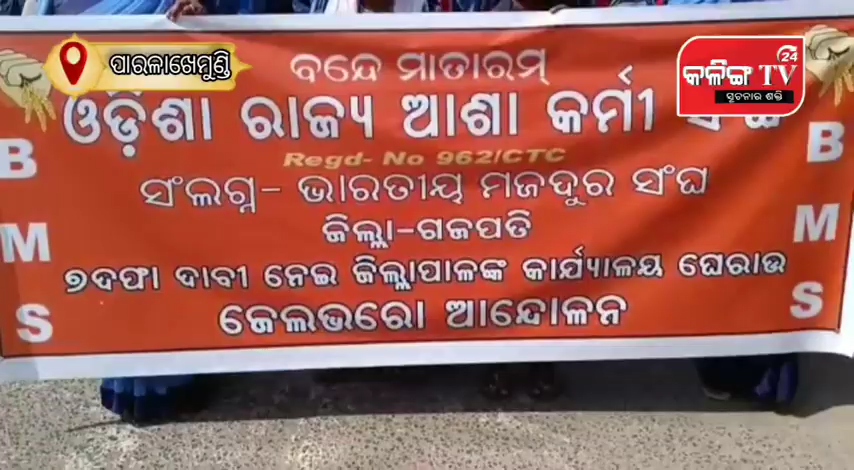 ପାରଳାଖେମୁଣ୍ଡି
କଳିଙ୍ଗ TV 24
ସୂଚନାର ଶକ୍ତି
ବନ୍ଦେ ମାତାରମ୍
ଓଡ଼ିଶା ରାଜ୍ୟ ଆଶା କର୍ମୀ
Regd- No 962/CTC
ସଂଲଗ୍ନ- ଭାରତୀୟ ମଜଦୁର ସଂଘ
ଜିଲ୍ଲା-ଗଜପତି
୭ଦଫା ଦାବୀ ନେଇ ଜିଲ୍ଲାପାଳଙ୍କ କାର୍ଯ୍ୟାଳୟ ଘେରାଉ
ଜେଲଭରୋ ଆନ୍ଦୋଳନ
B
M
S
B
M
S